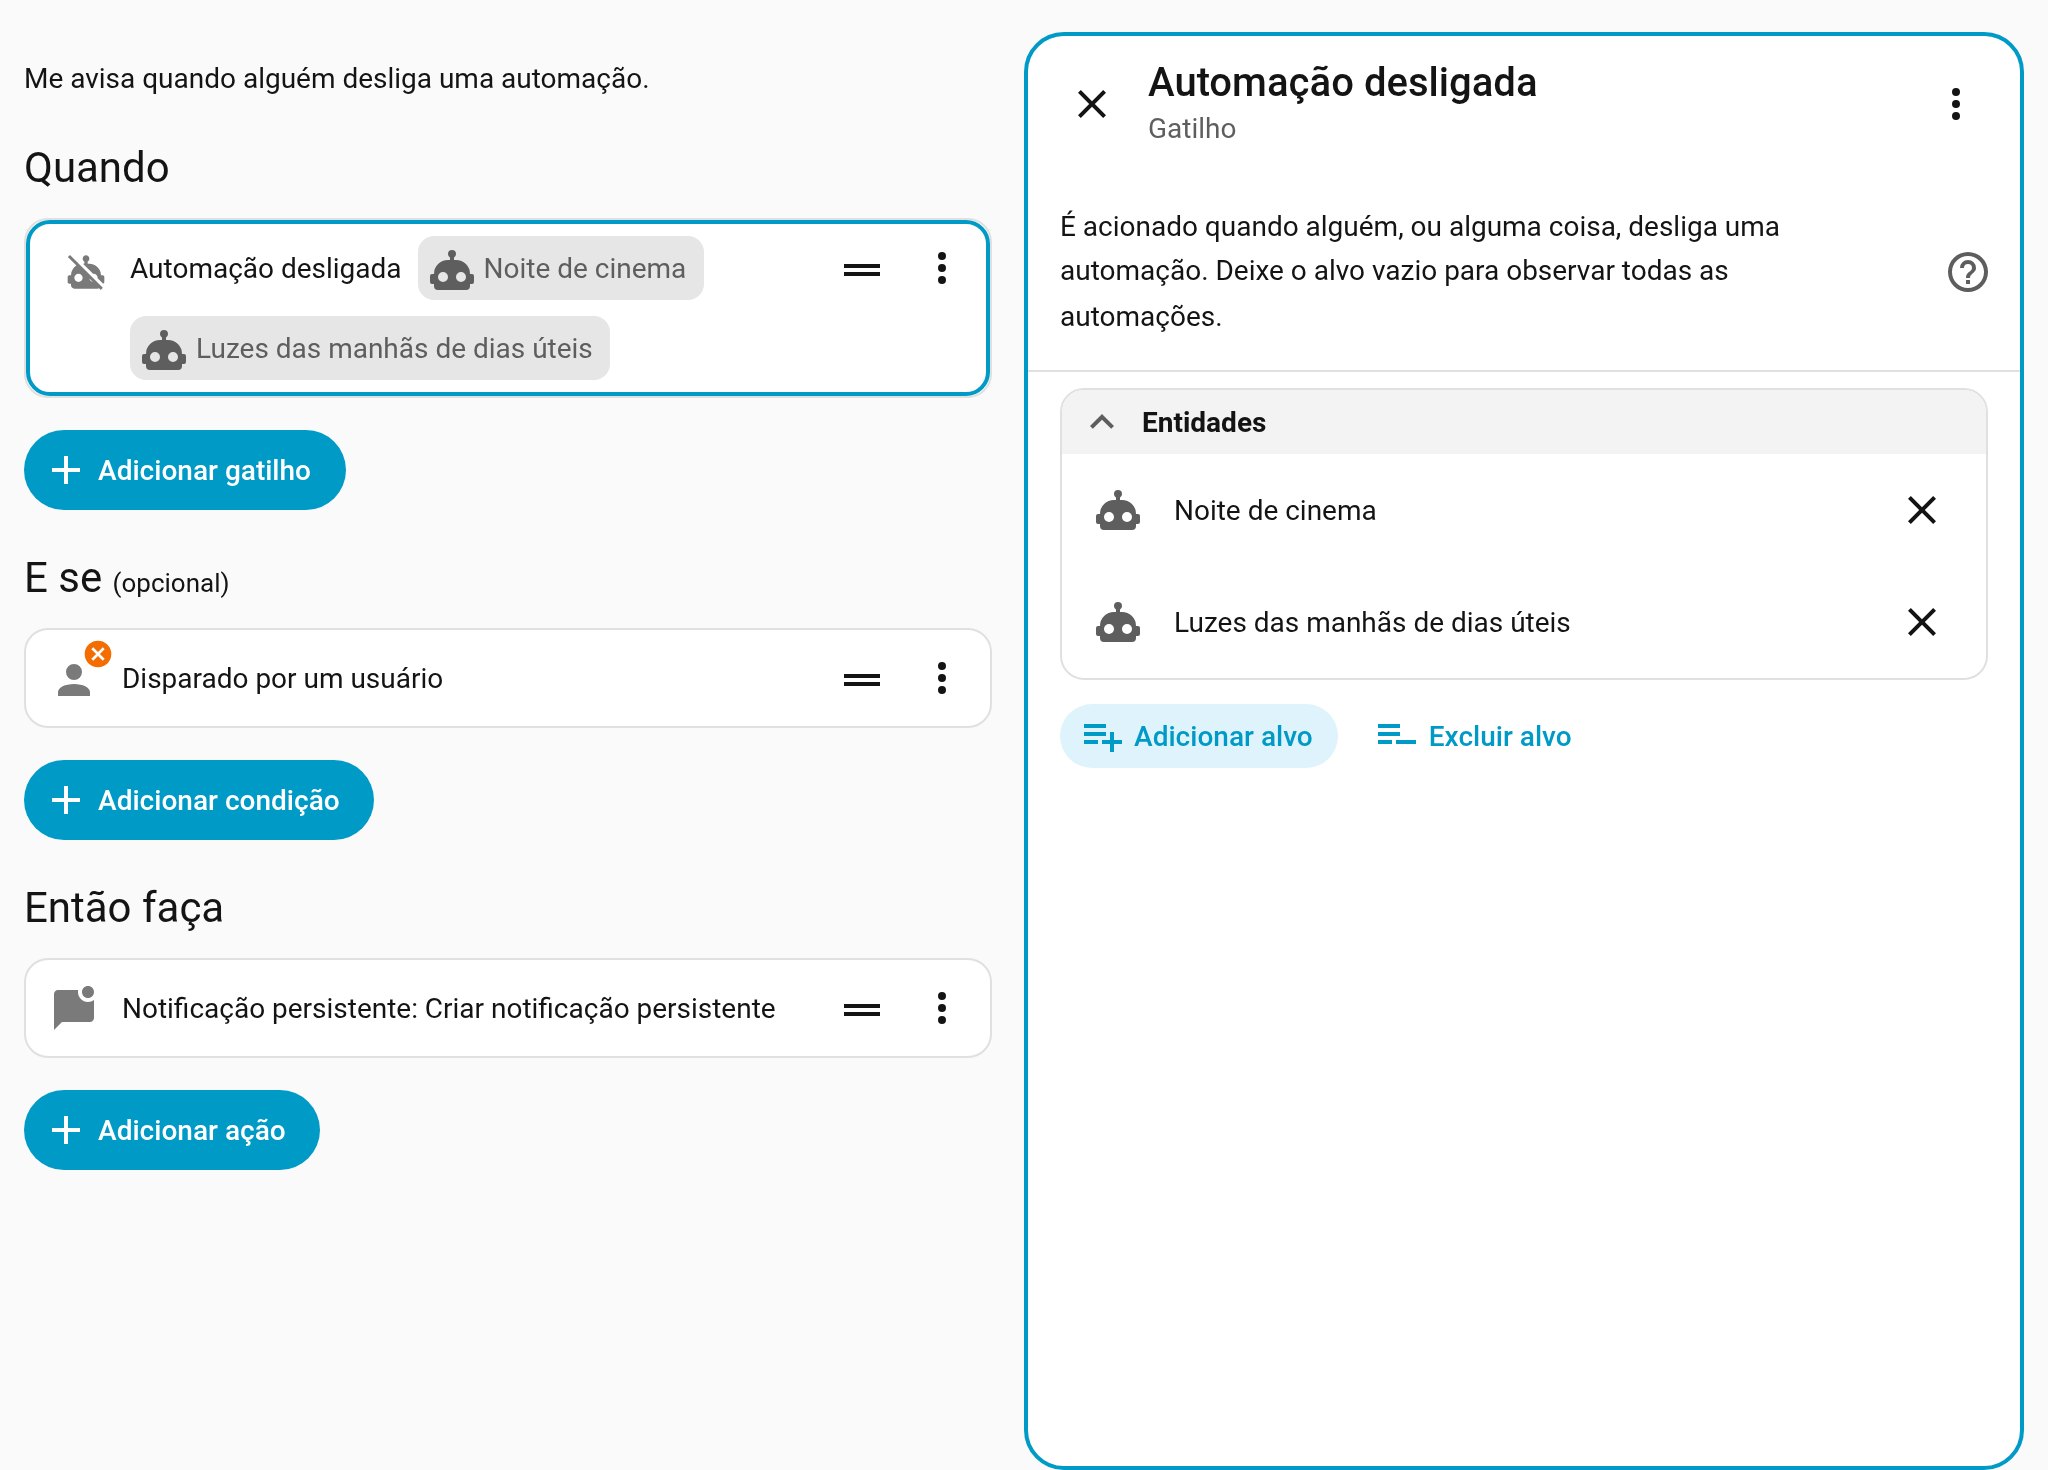 Me avisa quando alguém desliga uma automação.
Quando
Automação desligada Noite de cinema
Luzes das manhãs de dias úteis
Adicionar gatilho
E se (opcional)
Disparado por um usuário
Adicionar condição
Então faça
Notificação persistente: Criar notificação persistente
Adicionar ação
Automação desligada
Gatilho
É acionado quando alguém, ou alguma coisa, desliga uma
automação. Deixe o alvo vazio para observar todas as
automações.
Entidades
Noite de cinema
Luzes das manhãs de dias úteis
Adicionar alvo Excluir alvo